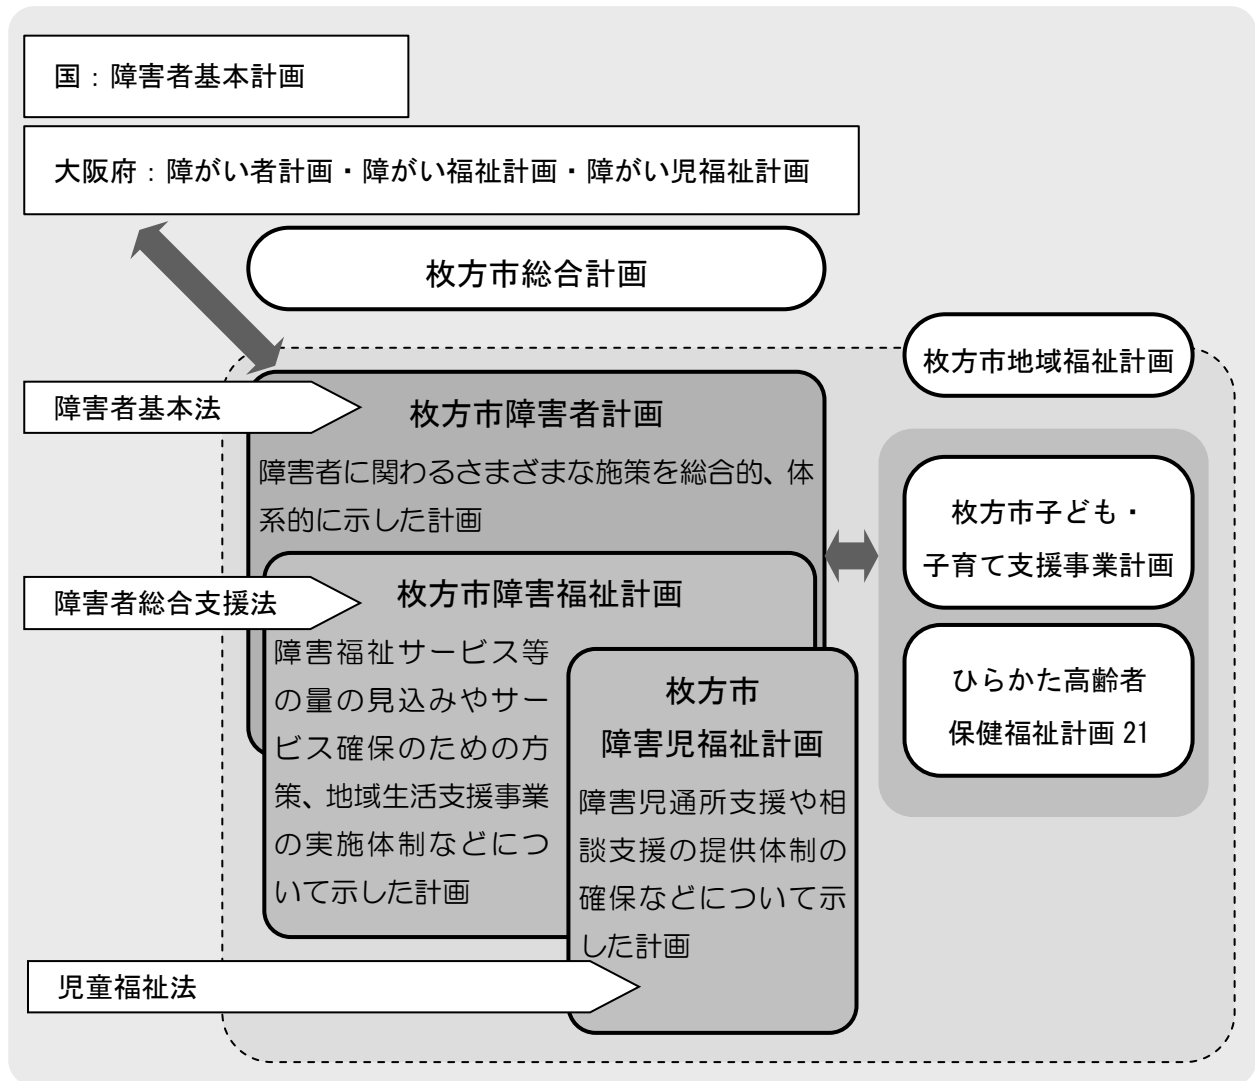 国：障害者基本計画
大阪府：障がい者計画・障がい福祉計画・障がい児福祉計画
枚方市総合計画
枚方市地域福祉計画
障害者基本法
枚方市障害者計画
障害者に関わるさまざまな施策を総合的、体
系的に示した計画
障害者総合支援法
枚方市障害福祉計画
障害福祉サービス等
の量の見込みやサー
ビス確保のための方
策、地域生活支援事業
の実施体制などにつ
いて示した計画
枚方市
障害児福祉計画
障害児通所支援や相
談支援の提供体制の
確保などについて示
した計画
児童福祉法
枚方市子ども・
子育て支援事業計画
ひらかた高齢者
保健福祉計画 21